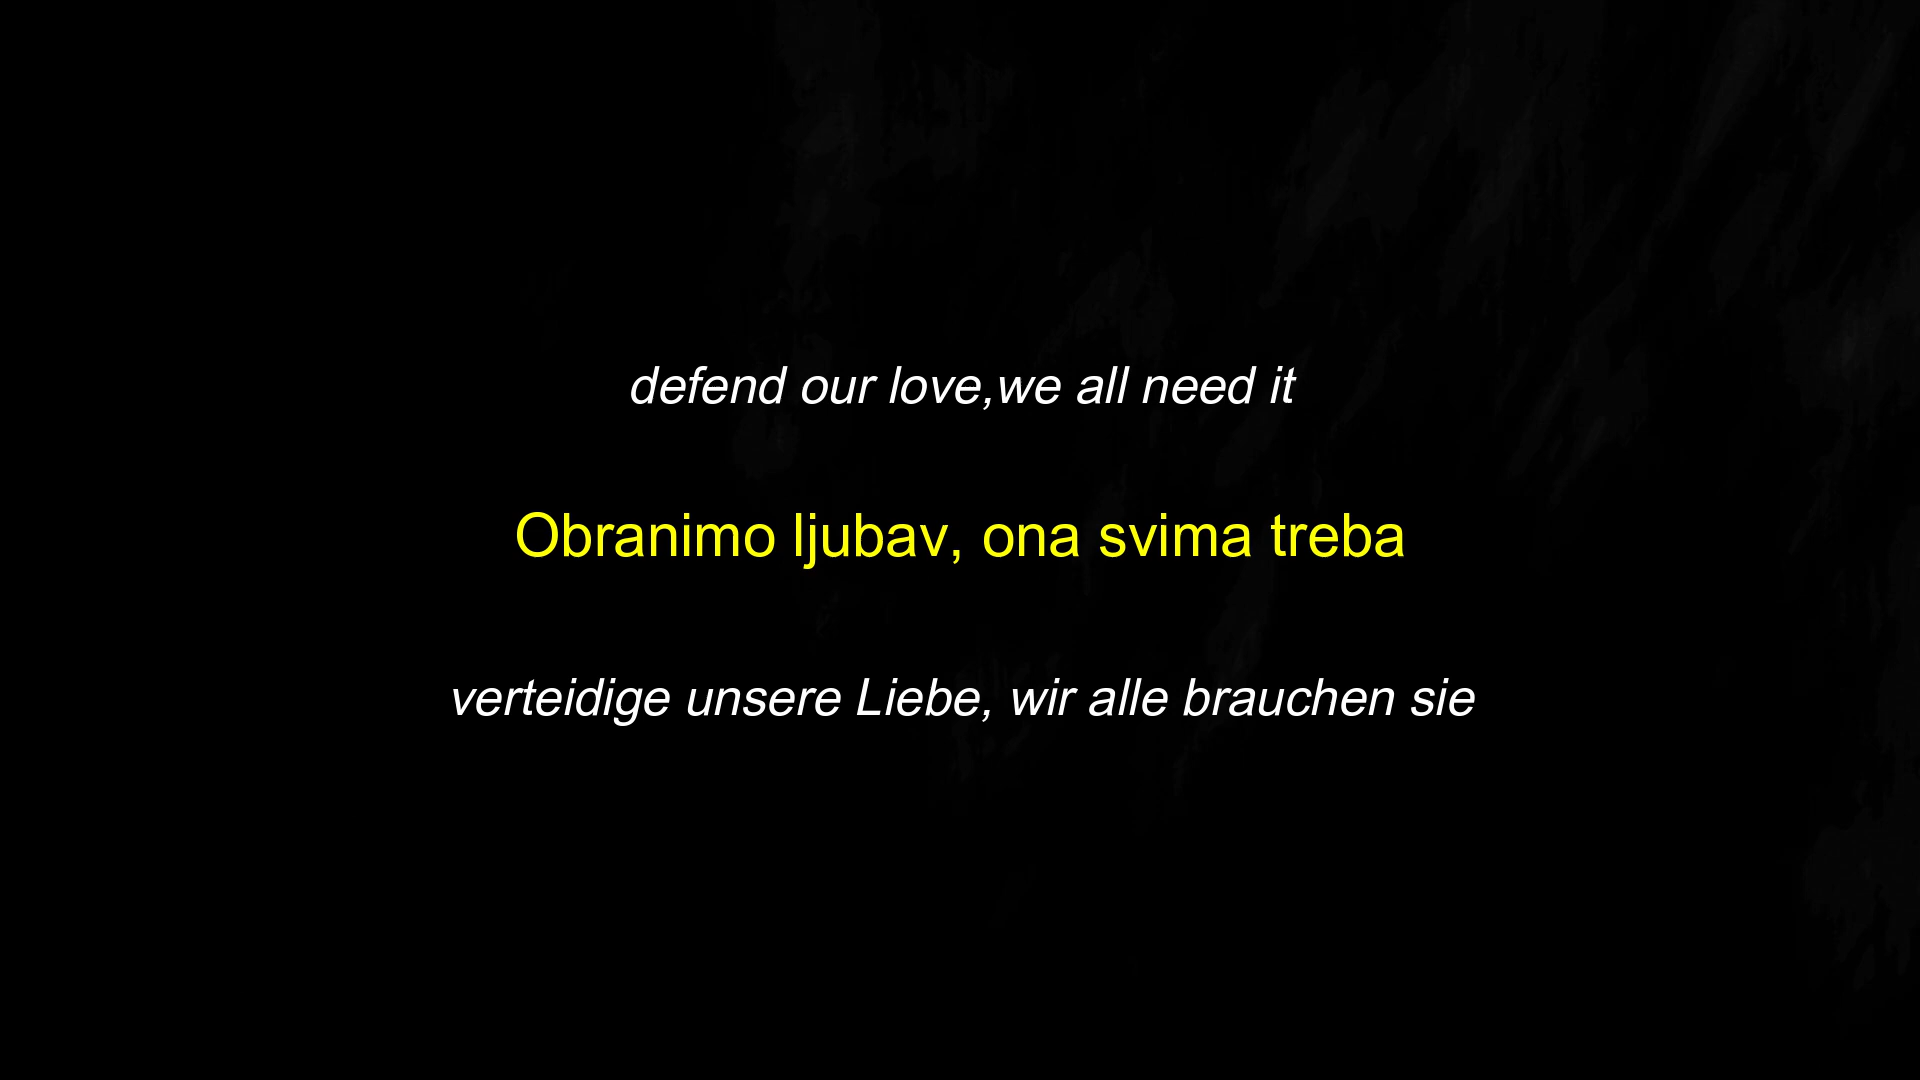 defend our love,we all need it
Obranimo ljubav, ona svima treba
verteidige unsere Liebe, wir alle brauchen sie